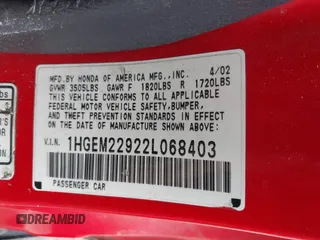 lbs
3
MFD.BY HONDA OF AMERICA MFG.,INC. 4/02
GVWR 3505LBS GAWR F 1820LBS R 1720LBS
THIS VEHICLE CONFORMS TO ALL APPLICABLE
FEDERAL MOTOR VEHICLE SAFETY,BUMPER,
AND THEFT PREVENTION STANDARDS IN EFFECT
ON THE DATE OF MANUFACTURE SHOWN ABOVE.
V.I.N. 1HGEM22922L068403
PASSENGER CAR
DREAMBID